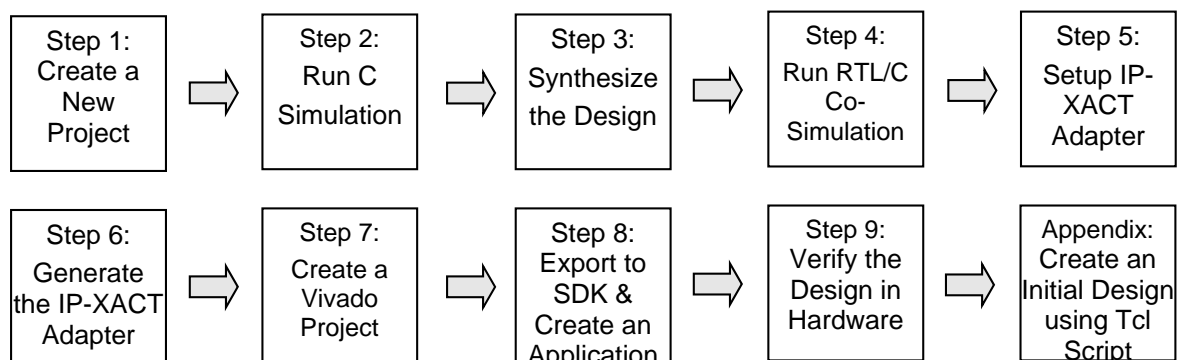 Step 1:
Create a
New
Project
Step 2:
Run C
Simulation
Step 3:
Synthesize
the Design
Step 4:
Run RTL/C
Co-
Simulation
Step 5:
Setup IP-
XACT
Adapter
Step 6:
Generate
the IP-XACT
Adapter
Step 7:
Create a
Vivado
Project
Step 8:
Export to
SDK &
Create an
Application
Step 9:
Verify the
Design in
Hardware
Appendix:
Create an
Initial Design
using Tcl
Script